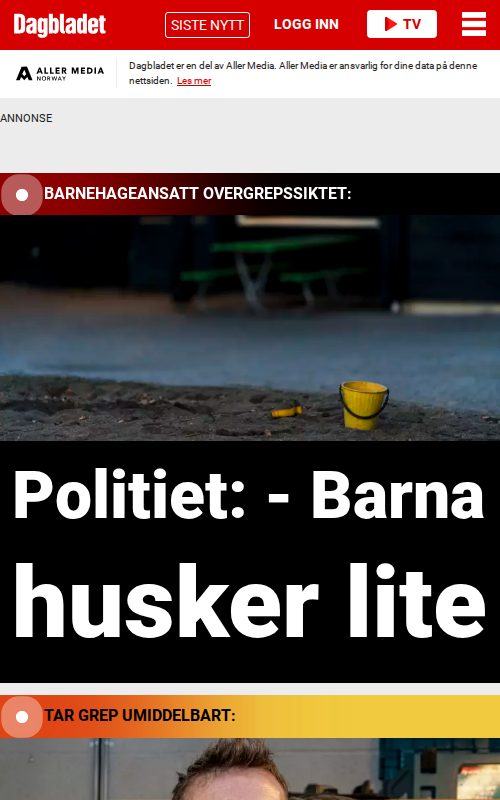 Dagbladet
SISTE NYTT
LOGG INN
TV
ALLER MEDIA
NORWAY
Dagbladet er en del av Aller Media. Aller Media er ansvarlig for dine data på denne
nettsiden. Les mer
ANNONSE
BARNEHAGEANSATT OVERGREPSSIKTET:
Politiet: - Barna
husker lite
TAR GREP UMIDDELBART: